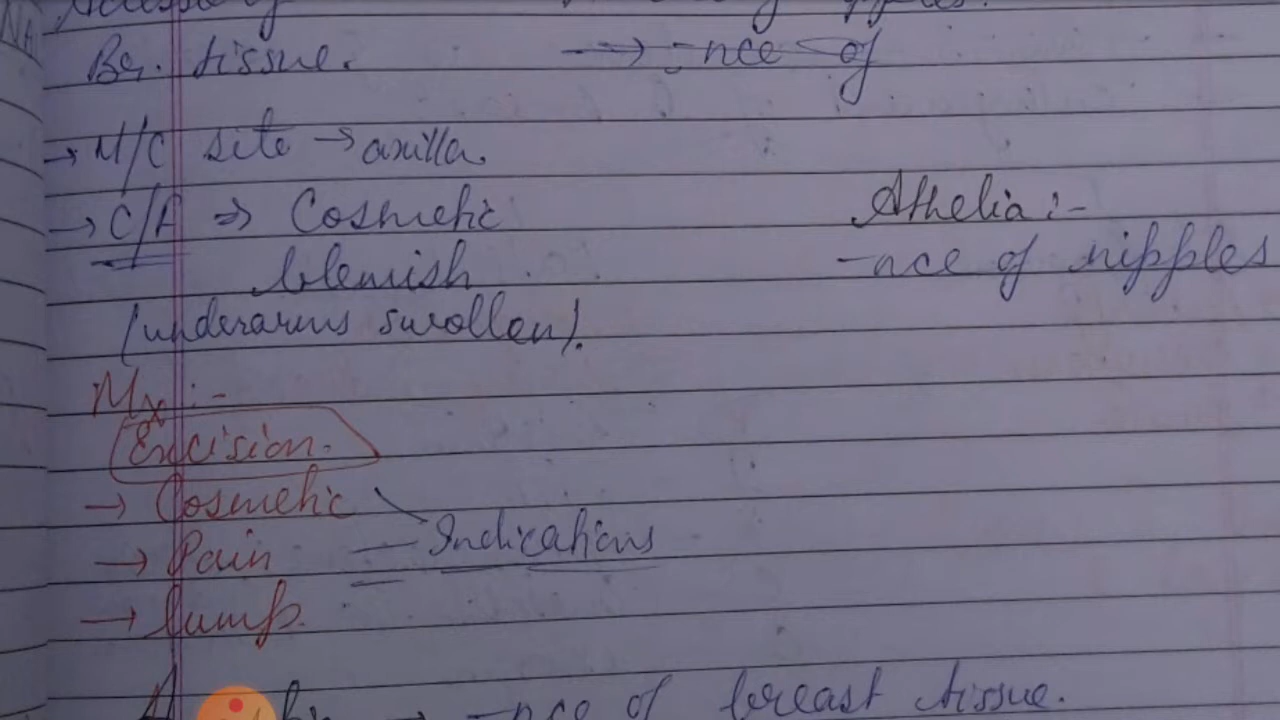 Accessory
Br. tissue.
→ -nce of
→ M/C site → axilla.
→ C/F ⇒ Cosmetic
blemish
(underarms swollen).
Athelia :-
-nce of nipples
Mx :-
Excision.
→ Cosmetic
→ Pain
→ Lump.
Indications
→ -nce of breast tissue.